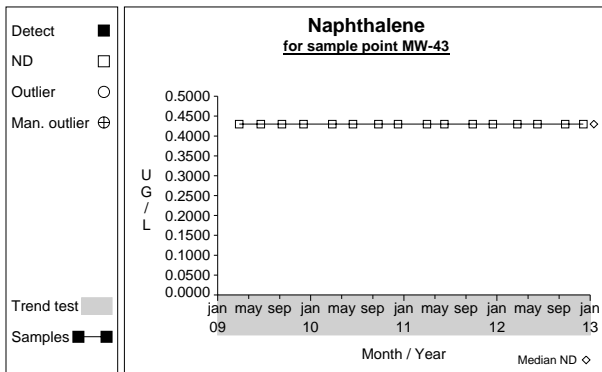 Detect
ND
Outlier
Man. outlier
Trend test
Samples
Naphthalene
for sample point MW-43
0.5000
0.4500
0.4000
0.3500
0.3000
0.2500
0.2000
0.1500
0.1000
0.0500
0.0000
U
G
/
L
jan may sep jan may sep jan may sep jan may sep jan
09 10 11 12 13
Month / Year
Median ND